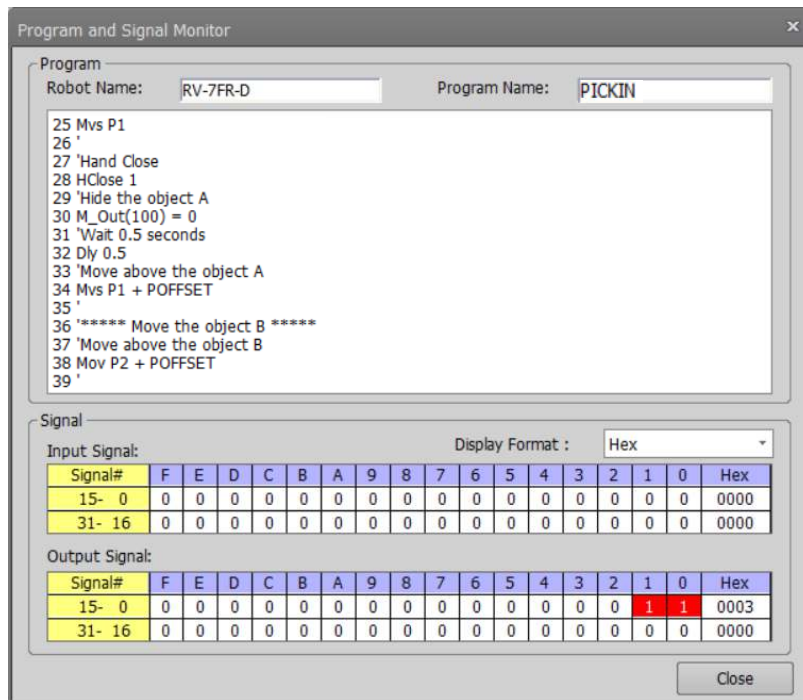 Program and Signal Monitor ×
Program
Robot Name: RV-7FR-D Program Name: PICKIN
25 Mvs P1
26 '
27 'Hand Close
28 HClose 1
29 'Hide the object A
30 M_Out(100) = 0
31 'Wait 0.5 seconds
32 Dly 0.5
33 'Move above the object A
34 Mvs P1 + POFFSET
35 '
36 '***** Move the object B *****
37 'Move above the object B
38 Mov P2 + POFFSET
39 '
Signal
Input Signal: Display Format : Hex
Signal# F E D C B A 9 8 7 6 5 4 3 2 1 0 Hex
15- 0 0 0 0 0 0 0 0 0 0 0 0 0 0 0 0 0 0000
31- 16 0 0 0 0 0 0 0 0 0 0 0 0 0 0 0 0 0000
Output Signal:
Signal# F E D C B A 9 8 7 6 5 4 3 2 1 0 Hex
15- 0 0 0 0 0 0 0 0 0 0 0 0 0 0 0 1 1 0003
31- 16 0 0 0 0 0 0 0 0 0 0 0 0 0 0 0 0 0000
Close